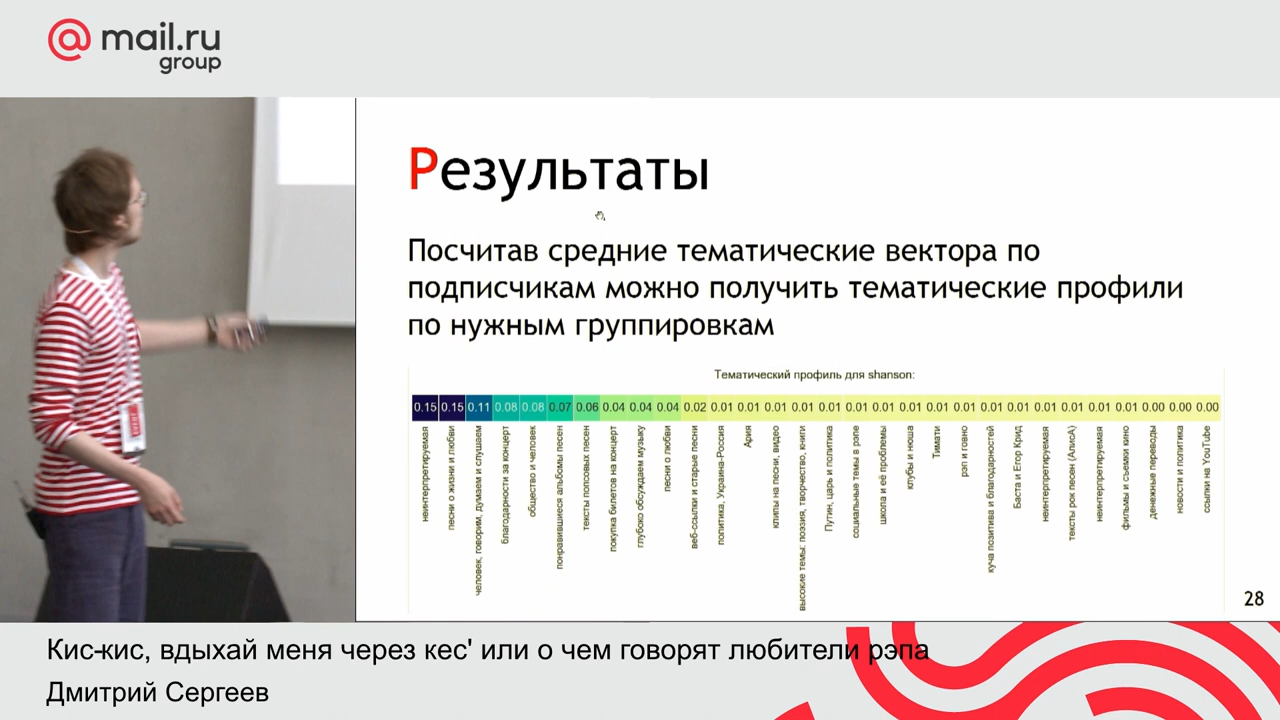 @mail.ru
group
Результаты
Посчитав средние тематические вектора по
подписчикам можно получить тематические профили
по нужным группировкам
Тематический профиль для shanson:
0.15 0.15 0.11 0.08 0.08 0.07 0.06 0.04 0.04 0.04 0.02 0.01 0.01 0.01 0.01 0.01 0.01 0.01 0.01 0.01 0.01 0.01 0.01 0.01 0.01 0.01 0.01 0.00 0.00 0.00
неинтерпретируемая
песни о жизни и любви
человек, говорим, думаем и слушаем
благодарности за концерт
общество и человек
понравившиеся альбомы песен
тексты попсовых песен
покупка билетов на концерт
глубоко обсуждаем музыку
песни о любви
веб-ссылки и старые песни
политика, Украина-Россия
Ария
клипы на песни, видео
высокие темы: поэзия, творчество, книги
Путин, царь и политика
социальные темы в рэпе
школа и её проблемы
клубы и нюша
Тимати
рэп и говно
куча позитива и благодарностей
Баста и Егор Крид
неинтерпретируемая
тексты рок песен (АлисА)
неинтерпретируемая
фильмы и съемки кино
денежные переводы
новости и политика
ссылки на YouTube
28
Кис-кис, вдыхай меня через кес' или о чем говорят любители рэпа
Дмитрий Сергеев